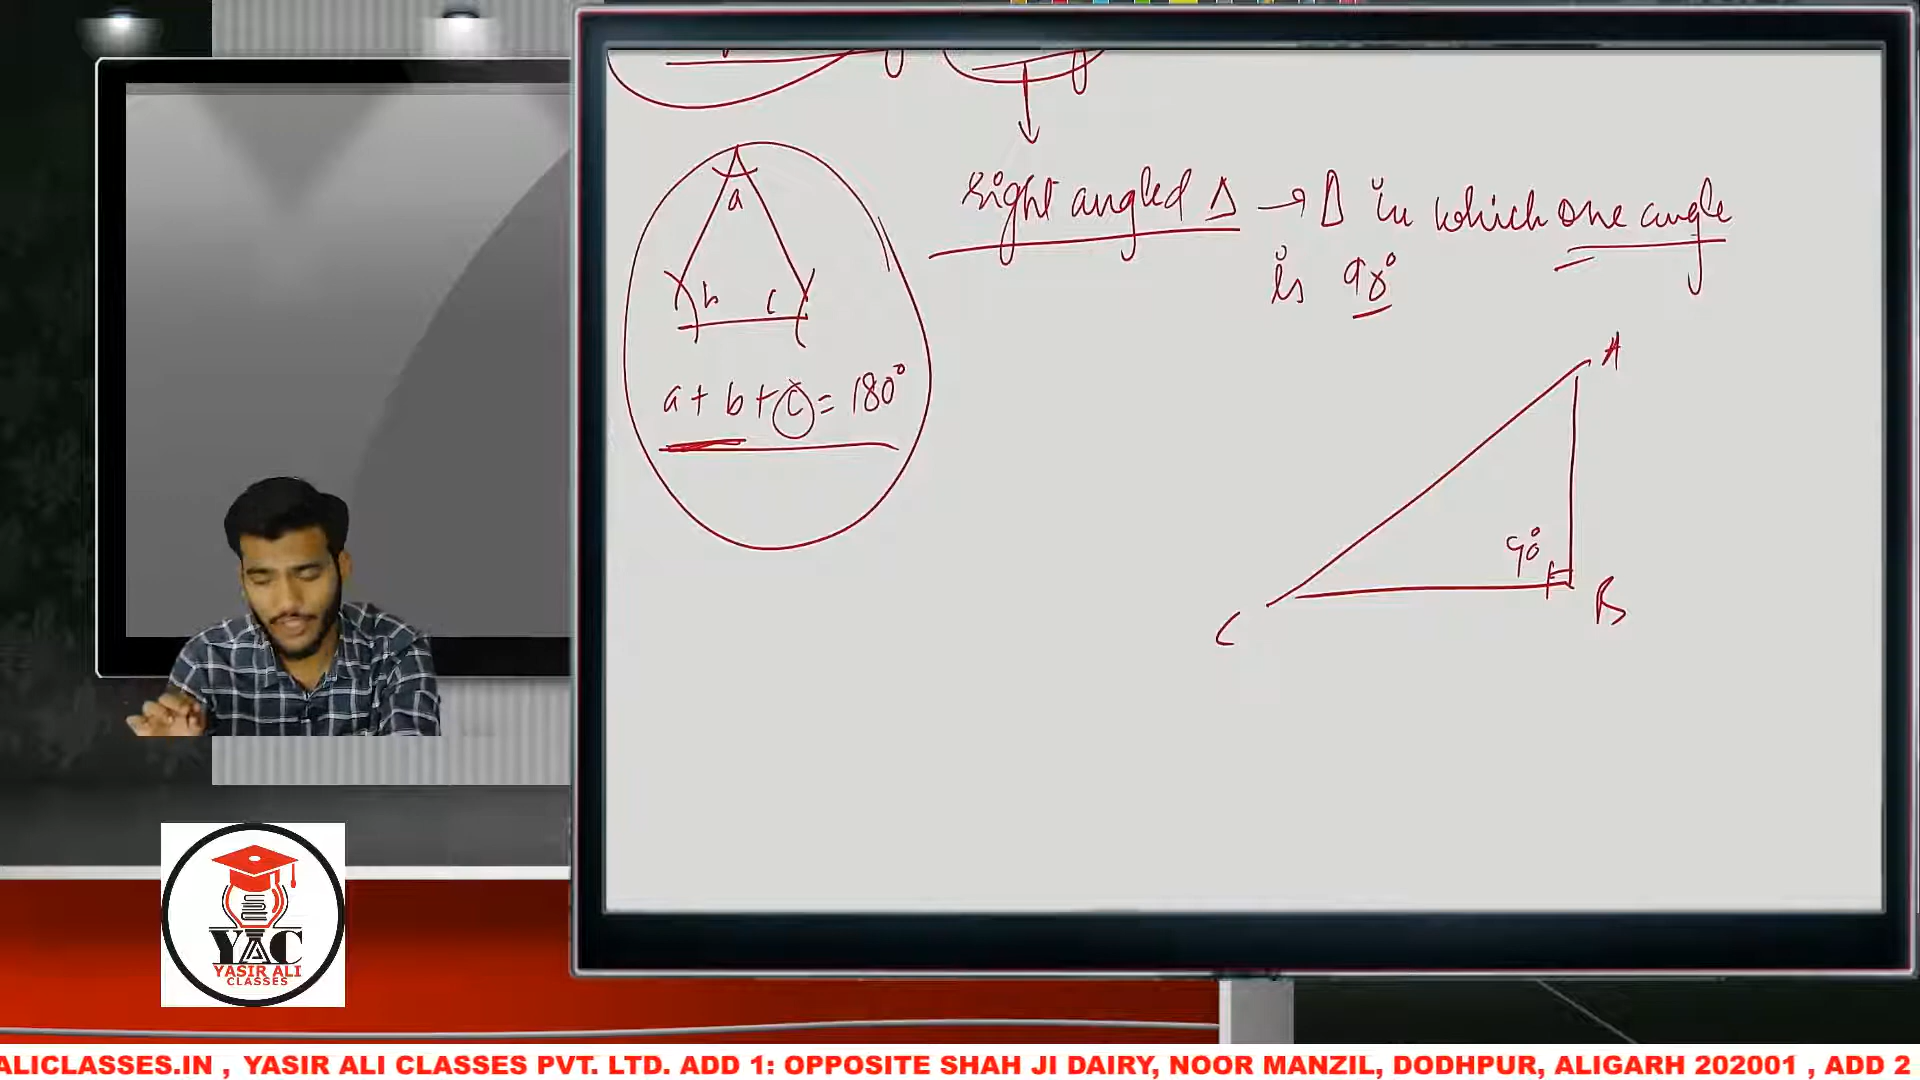 right angled Δ → Δ in which one angle
is 90°
a
b c
a + b + c = 180°
A
90°
B
C
YAC
YASIR ALI
CLASSES
ALICLASSES.IN , YASIR ALI CLASSES PVT. LTD. ADD 1: OPPOSITE SHAH JI DAIRY, NOOR MANZIL, DODHPUR, ALIGARH 202001 , ADD 2